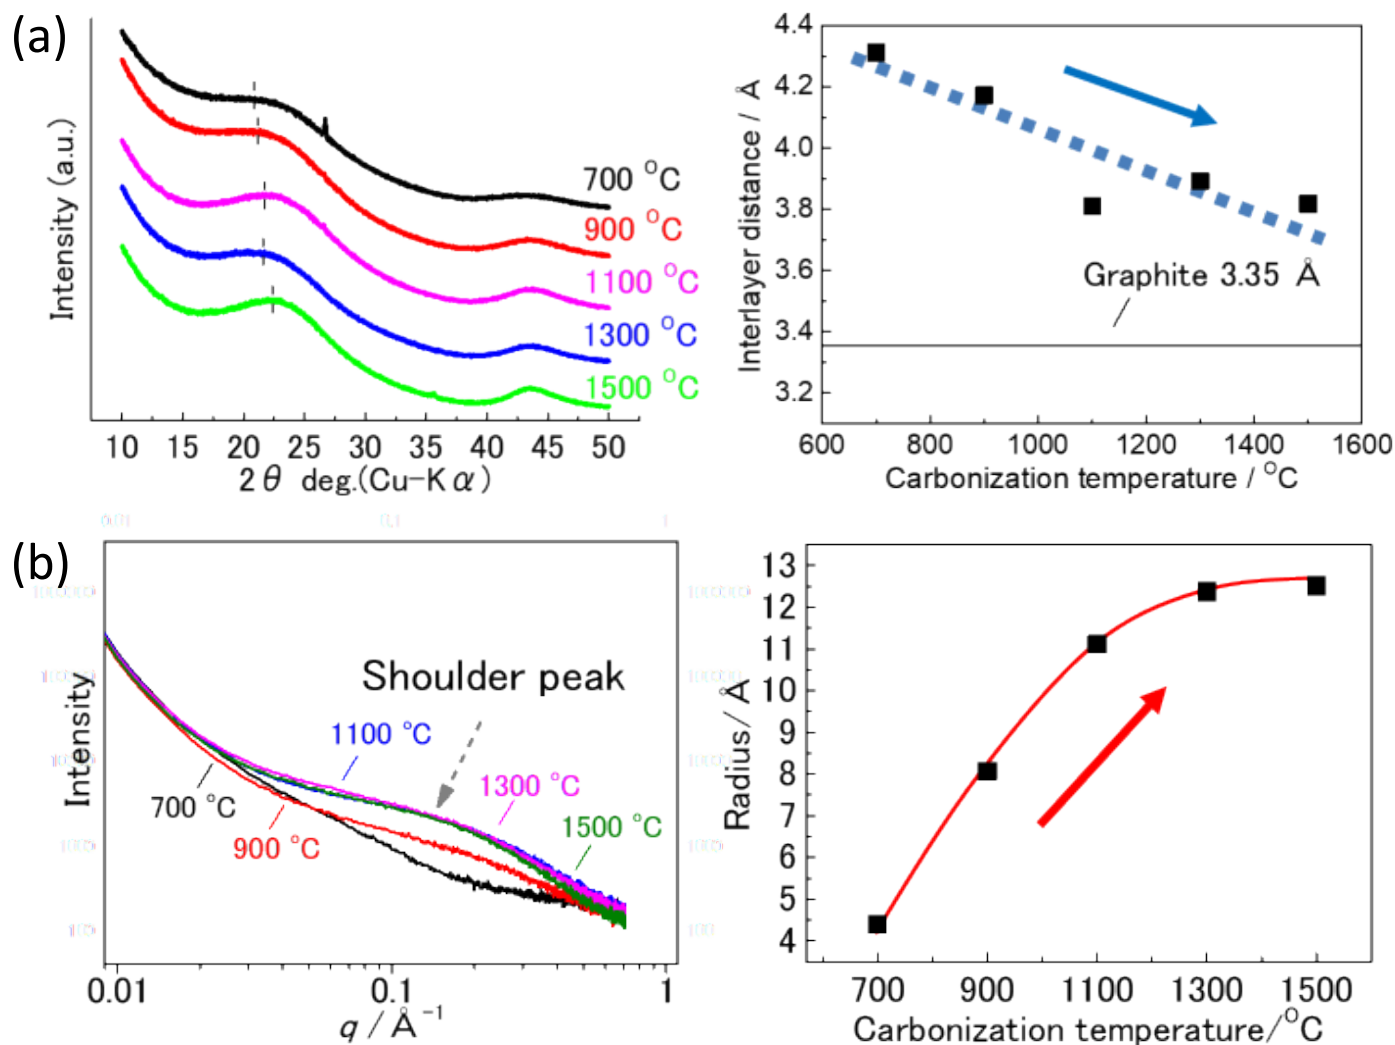 (a)
Intensity (a.u.)
700 °C
900 °C
1100 °C
1300 °C
1500 °C
10 15 20 25 30 35 40 45 50
2θ deg.(Cu-Kα)
Interlayer distance / Å
4.4
4.2
4.0
3.8
3.6
3.4
3.2
Graphite 3.35 Å
600 800 1000 1200 1400 1600
Carbonization temperature / °C
(b)
Intensity
Shoulder peak
1100 °C
1300 °C
700 °C
1500 °C
900 °C
0.01 0.1 1
q / Å⁻¹
Radius/ Å
13
12
11
10
9
8
7
6
5
4
700 900 1100 1300 1500
Carbonization temperature/°C